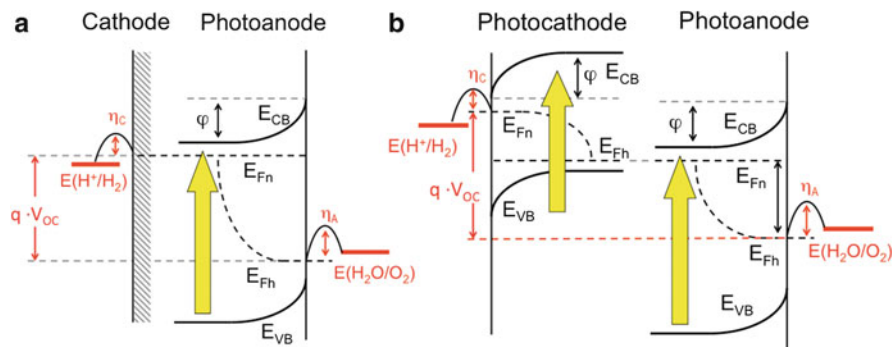 a
Cathode
Photoanode
η_C
φ
E_CB
E(H⁺/H₂)
E_Fn
q ·V_OC
η_A
E_Fh
E(H₂O/O₂)
E_VB
b
Photocathode
Photoanode
φ
E_CB
η_C
E_Fn
E(H⁺/H₂)
E_Fh
φ
E_CB
q ·V_OC
E_VB
E_Fn
η_A
E_Fh
E(H₂O/O₂)
E_VB